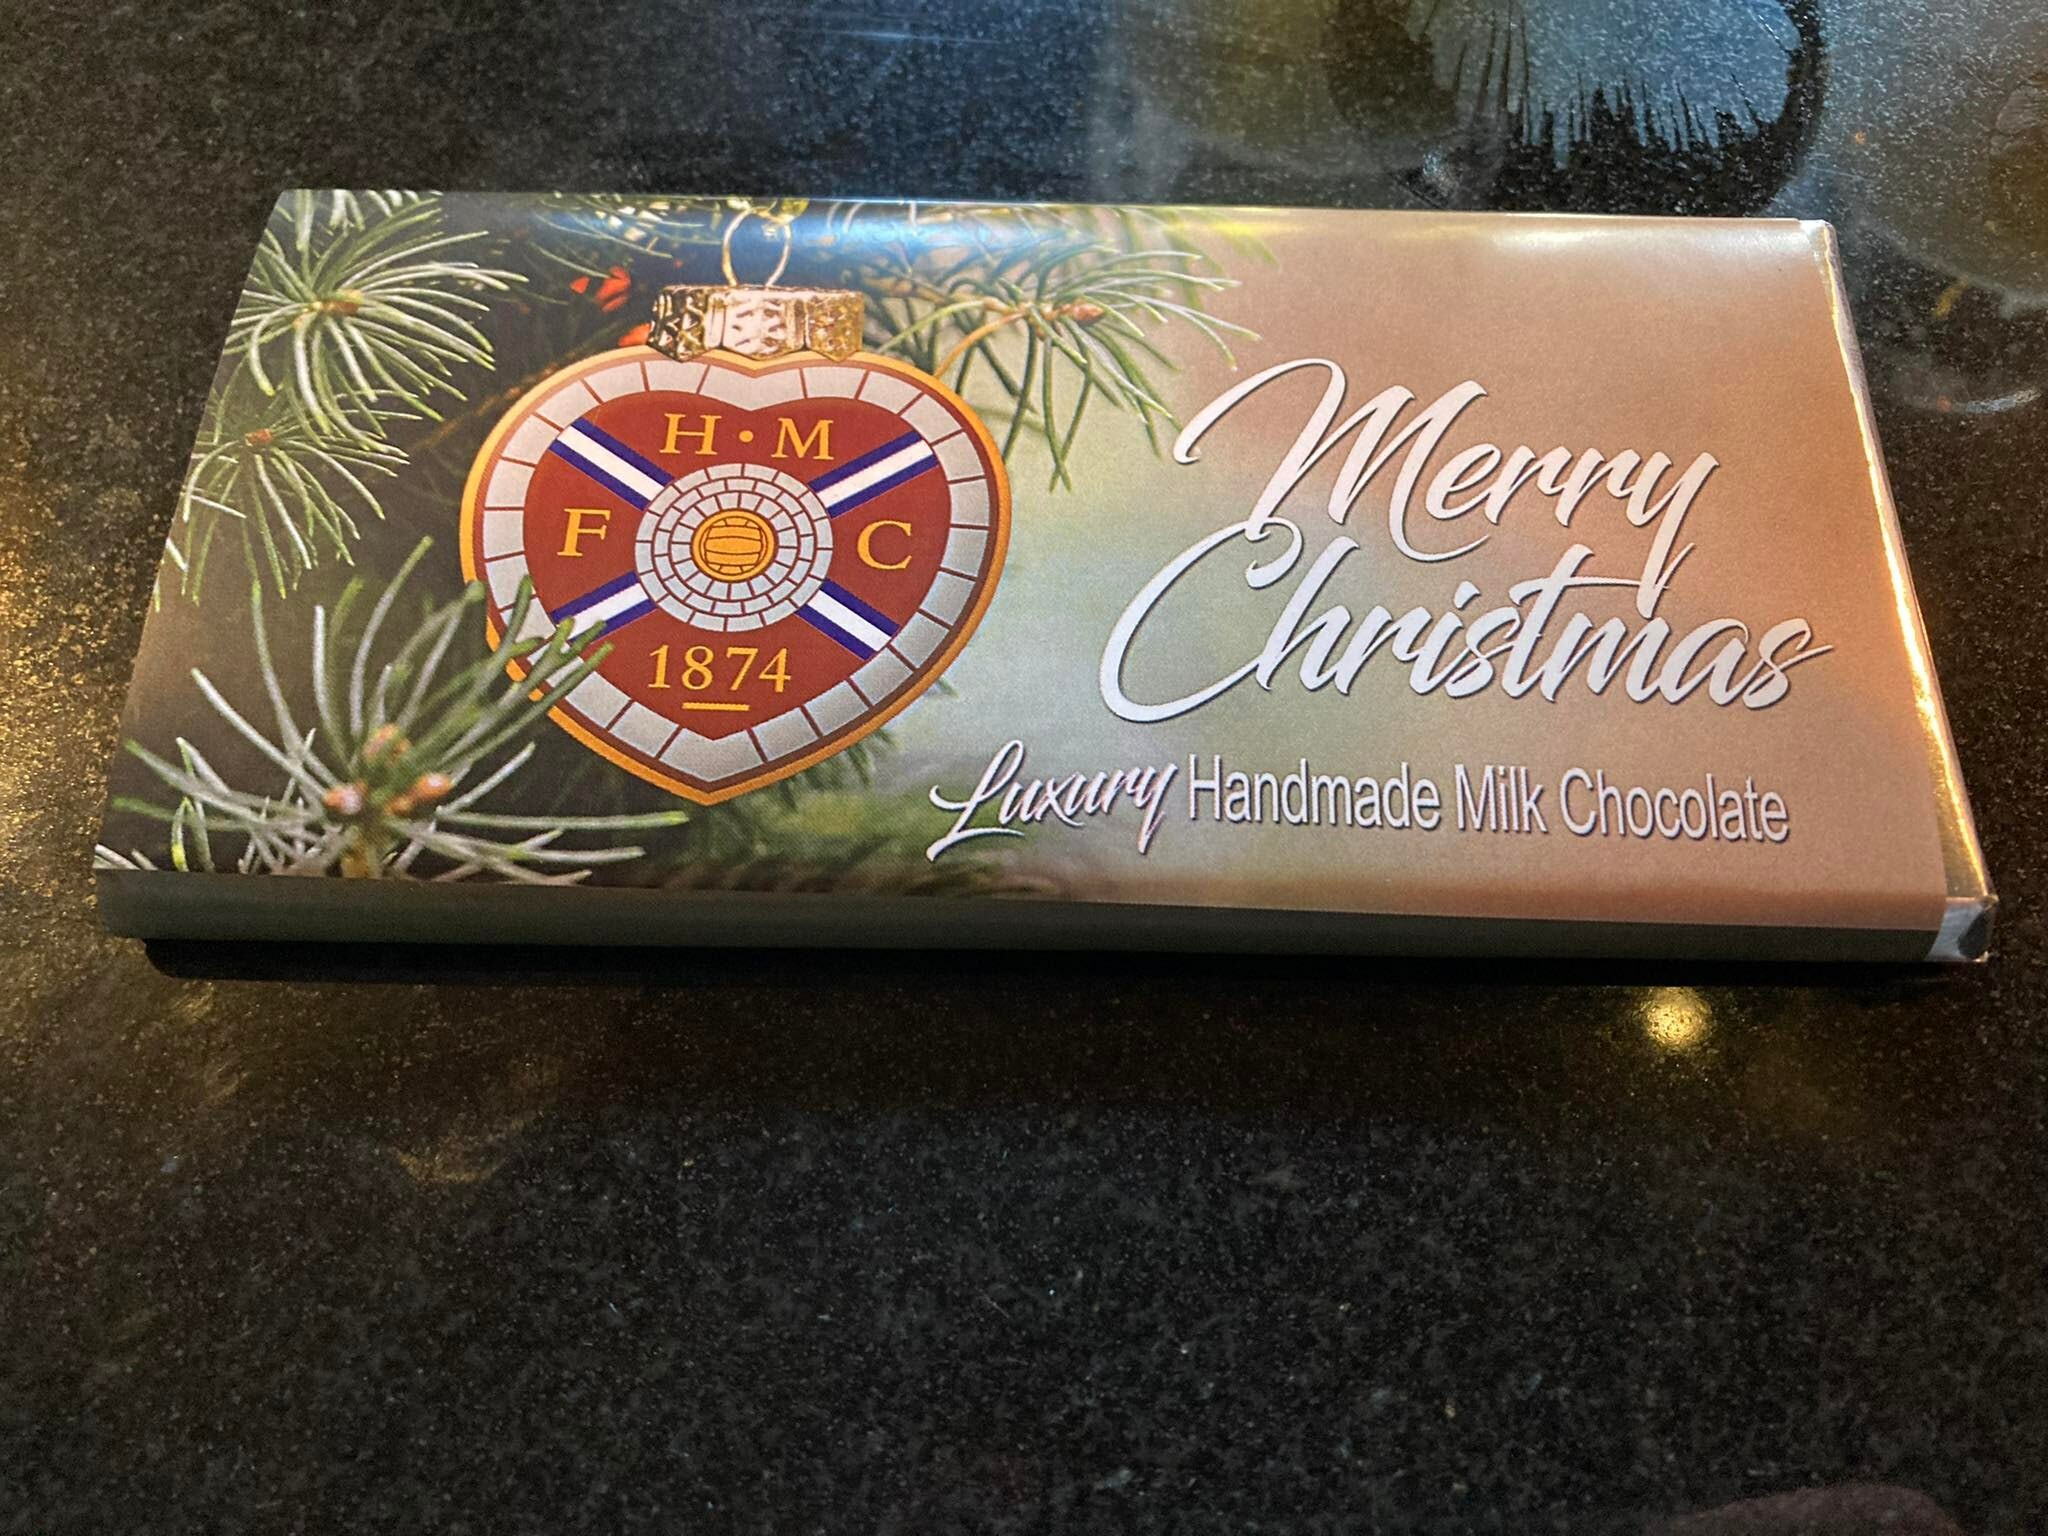 H • M
F C
1874
Merry
Christmas
Luxury Handmade Milk Chocolate